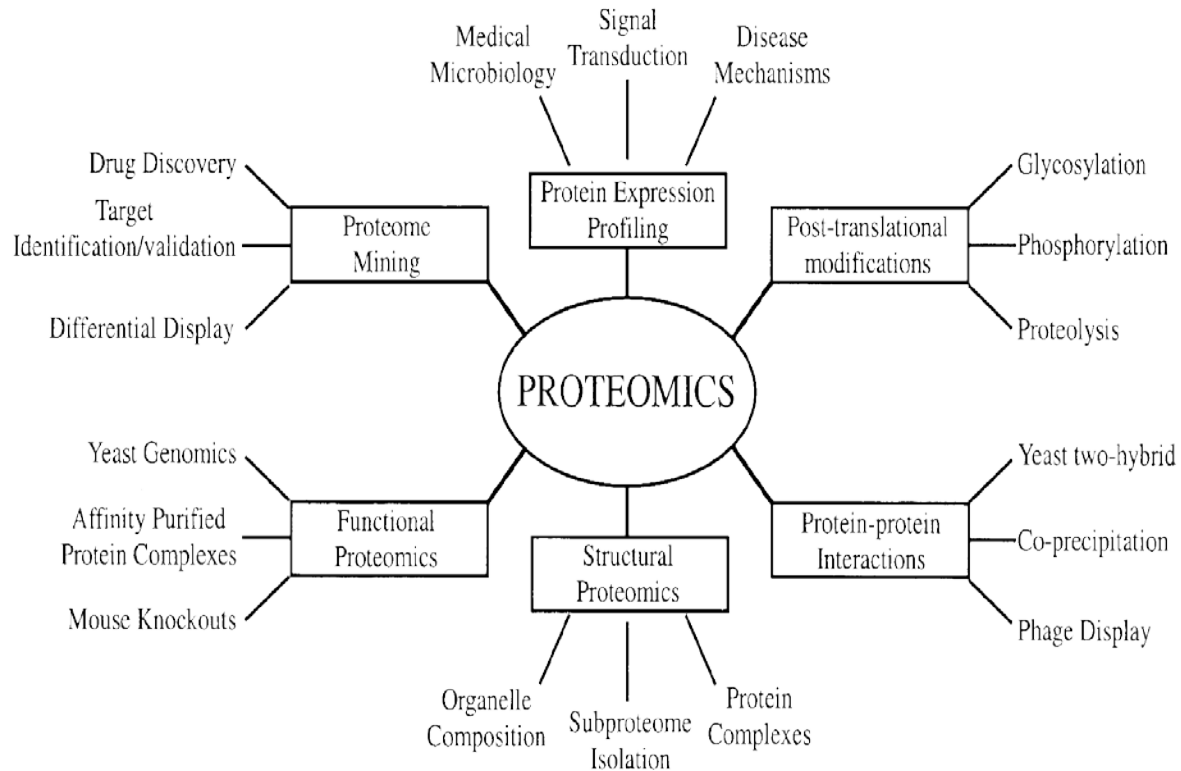 Medical
Microbiology
Signal
Transduction
Disease
Mechanisms
Protein Expression
Profiling
Drug Discovery
Target
Identification/validation
Differential Display
Proteome
Mining
Post-translational
modifications
Glycosylation
Phosphorylation
Proteolysis
PROTEOMICS
Yeast Genomics
Affinity Purified
Protein Complexes
Mouse Knockouts
Functional
Proteomics
Structural
Proteomics
Organelle
Composition
Subproteome
Isolation
Protein
Complexes
Protein-protein
Interactions
Yeast two-hybrid
Co-precipitation
Phage Display